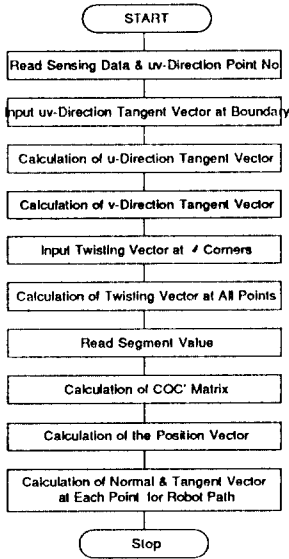 START
Read Sensing Data & uv-Direction Point No
Input uv-Direction Tangent Vector at Boundary
Calculation of u-Direction Tangent Vector
Calculation of v-Direction Tangent Vector
Input Twisting Vector at 4 Corners
Calculation of Twisting Vector at All Points
Read Segment Value
Calculation of COC' Matrix
Calculation of the Position Vector
Calculation of Normal & Tangent Vector
at Each Point for Robot Path
Stop